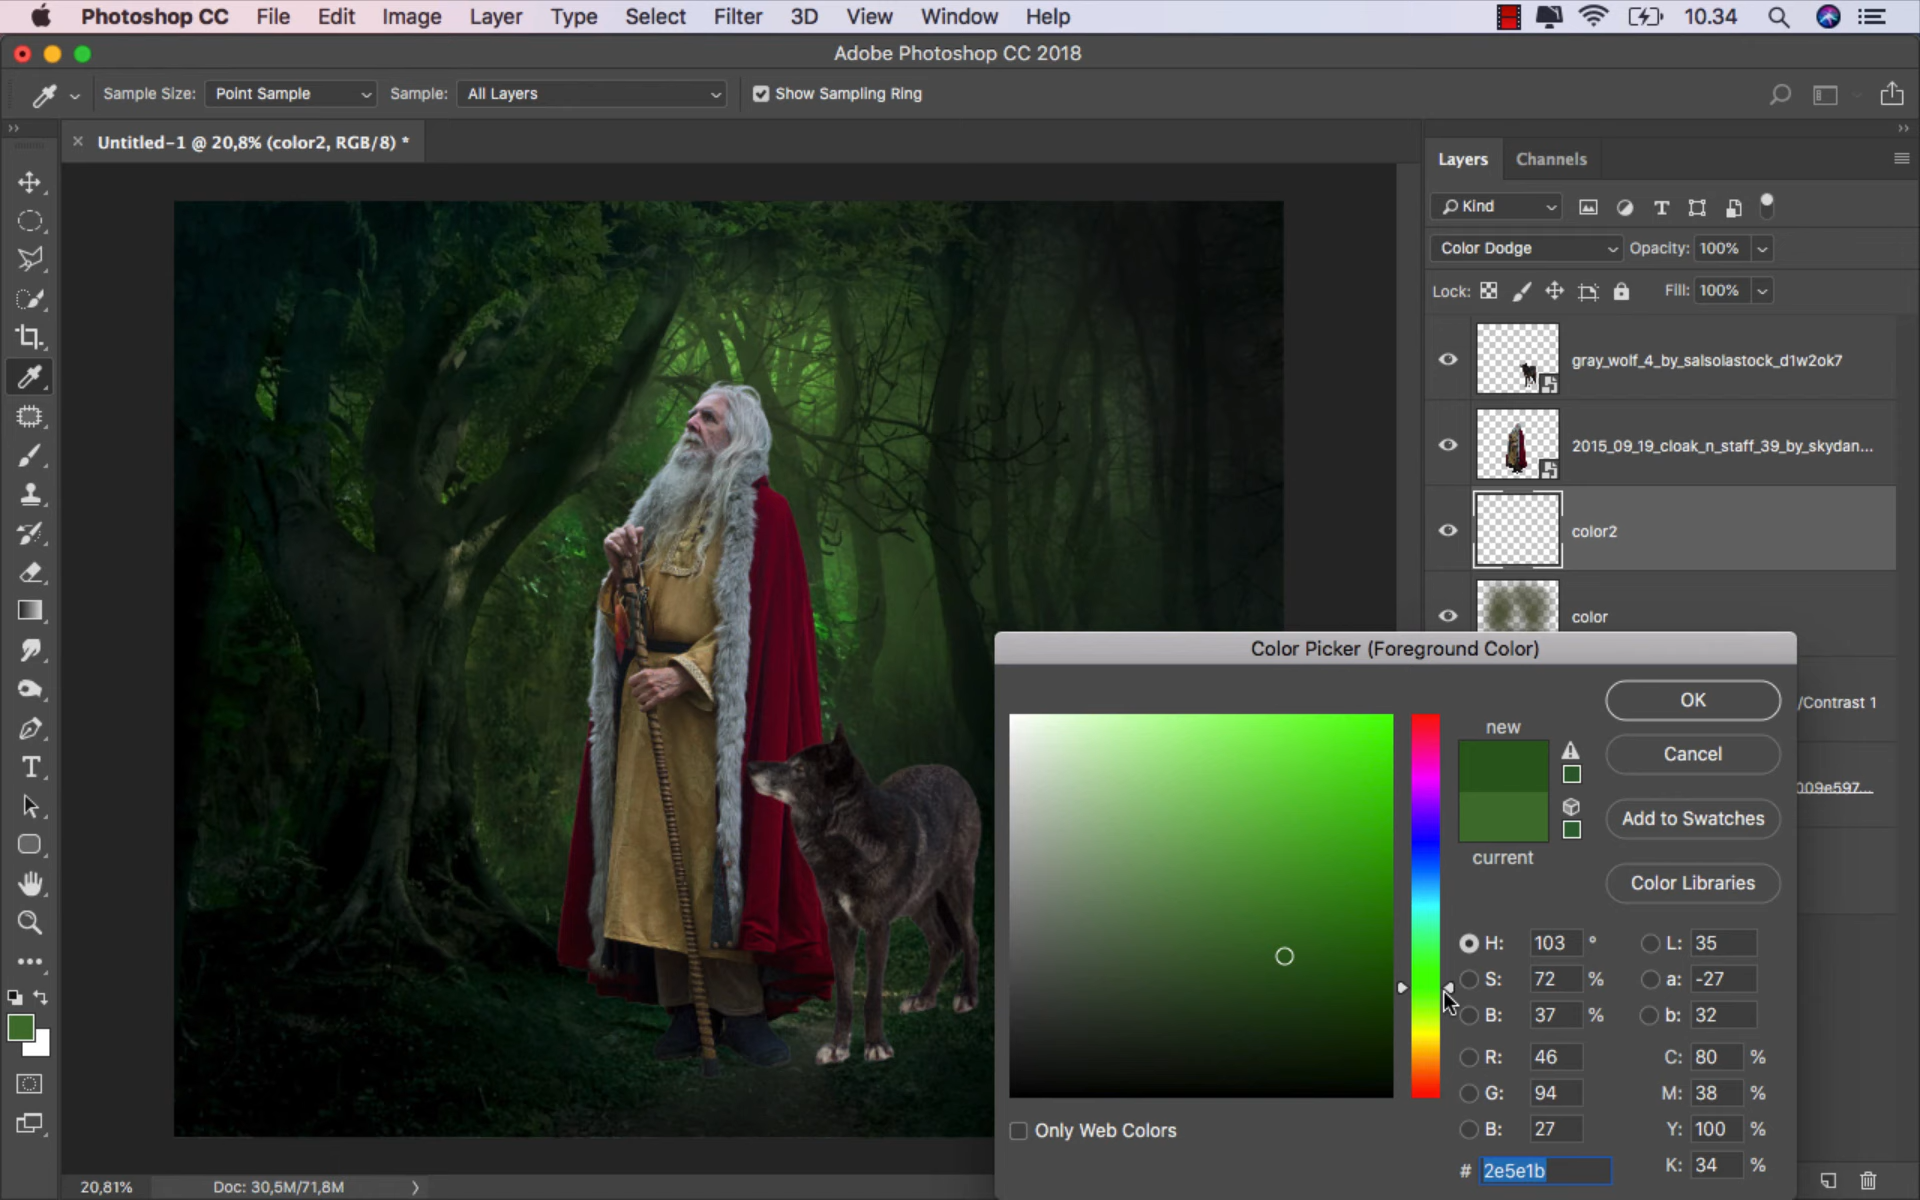 Photoshop CC File Edit Image Layer Type Select Filter 3D View Window Help 10.34
Adobe Photoshop CC 2018
Sample Size: Point Sample Sample: All Layers Show Sampling Ring
Untitled-1 @ 20,8% (color2, RGB/8) *
Layers Channels
Kind
Color Dodge Opacity: 100%
Lock: Fill: 100%
gray_wolf_4_by_salsolastock_d1w2ok7
2015_09_19_cloak_n_staff_39_by_skydan...
color2
color
/Contrast 1
009e597...
Color Picker (Foreground Color)
new
current
OK
Cancel
Add to Swatches
Color Libraries
H: 103 ° L: 35
S: 72 % a: -27
B: 37 % b: 32
R: 46 C: 80 %
G: 94 M: 38 %
B: 27 Y: 100 %
# 2e5e1b K: 34 %
Only Web Colors
20,81% Doc: 30,5M/71,8M